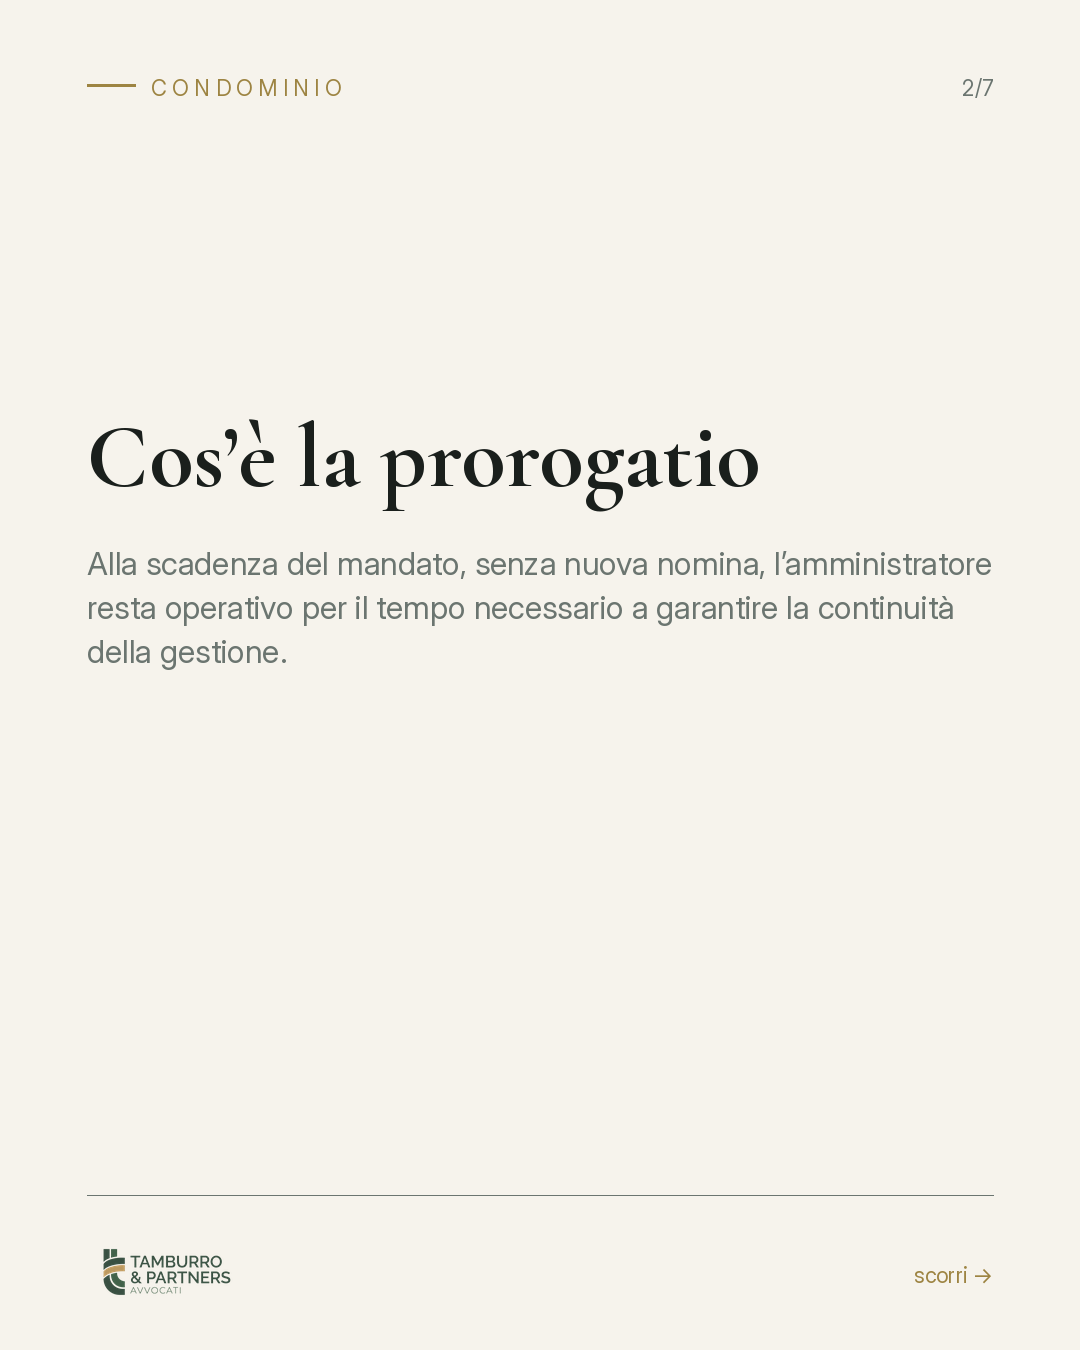 CONDOMINIO
2/7
Cos’è la prorogatio
Alla scadenza del mandato, senza nuova nomina, l’amministratore
resta operativo per il tempo necessario a garantire la continuità
della gestione.
TAMBURRO
& PARTNERS
AVVOCATI
scorri →